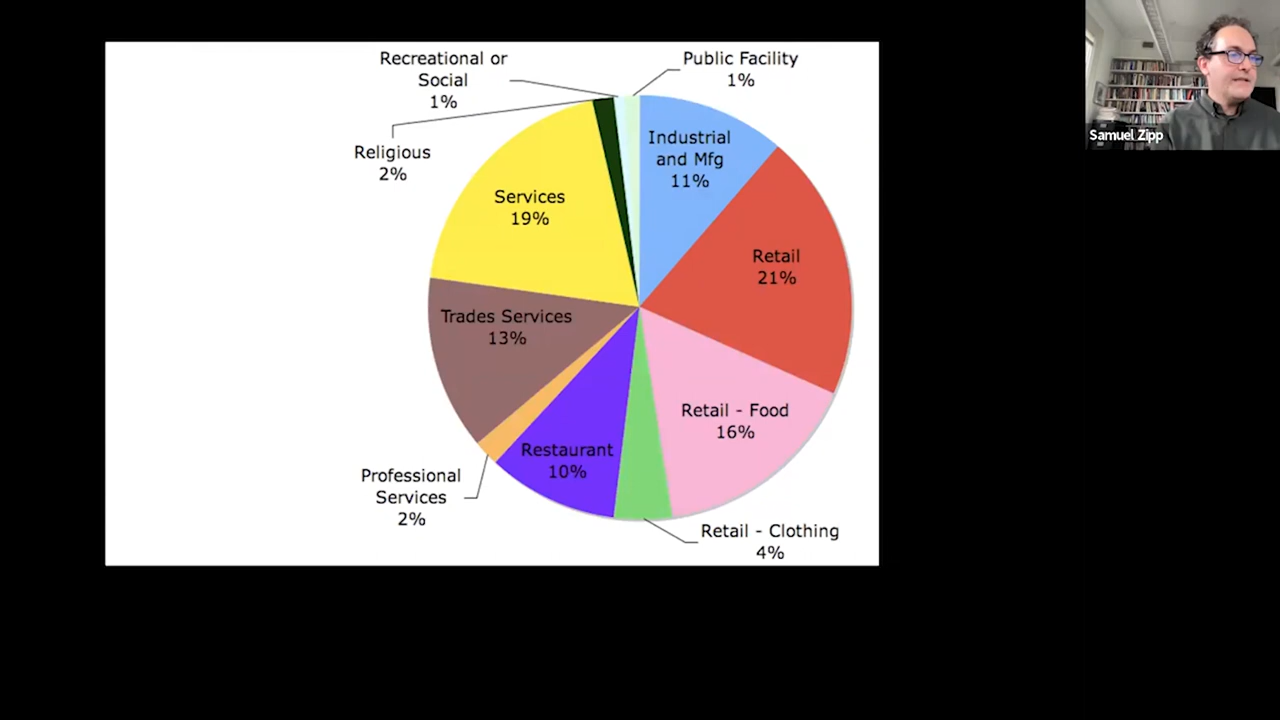 Recreational or
Social
1%
Public Facility
1%
Religious
2%
Industrial
and Mfg
11%
Services
19%
Retail
21%
Trades Services
13%
Retail - Food
16%
Restaurant
10%
Professional
Services
2%
Retail - Clothing
4%
Samuel Zipp